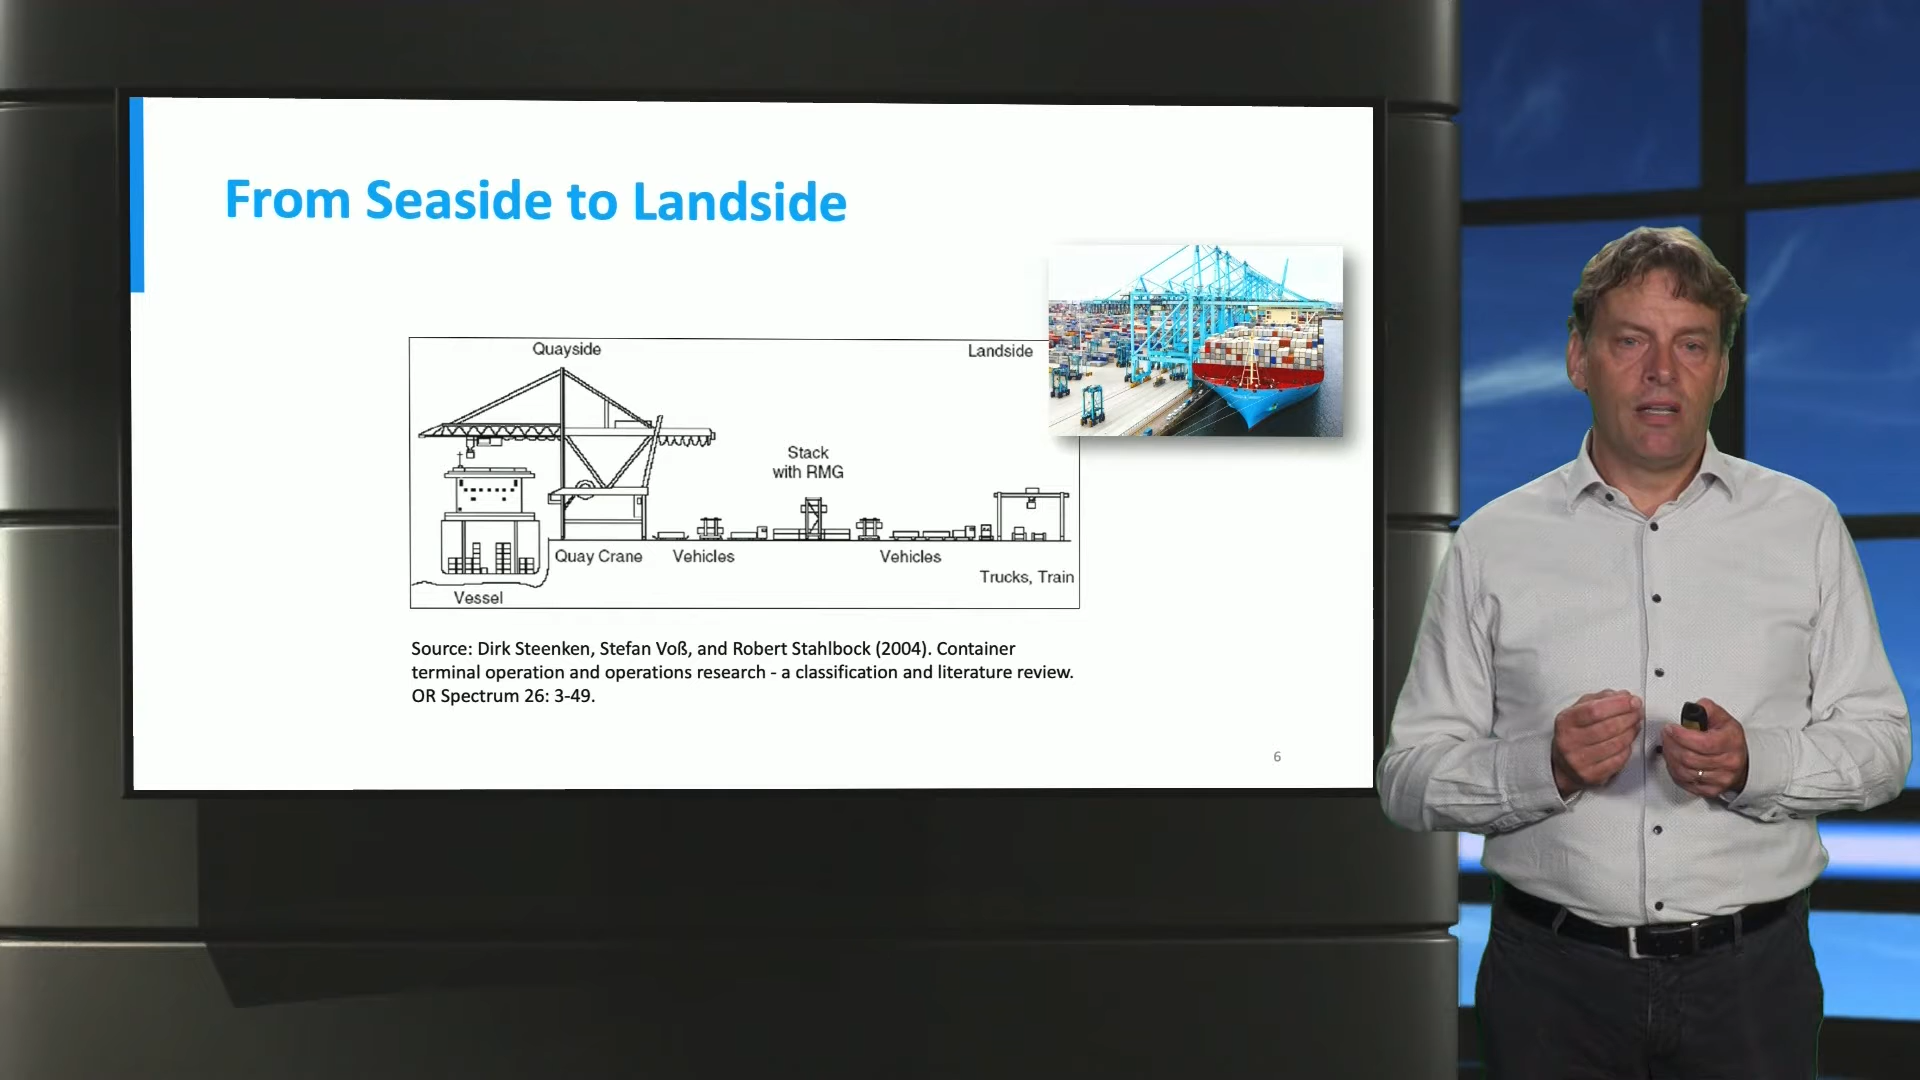 From Seaside to Landside
Quayside
Landside
Stack
with RMG
Quay Crane
Vehicles
Vehicles
Trucks, Train
Vessel
Source: Dirk Steenken, Stefan Voß, and Robert Stahlbock (2004). Container
terminal operation and operations research - a classification and literature review.
OR Spectrum 26: 3-49.
6